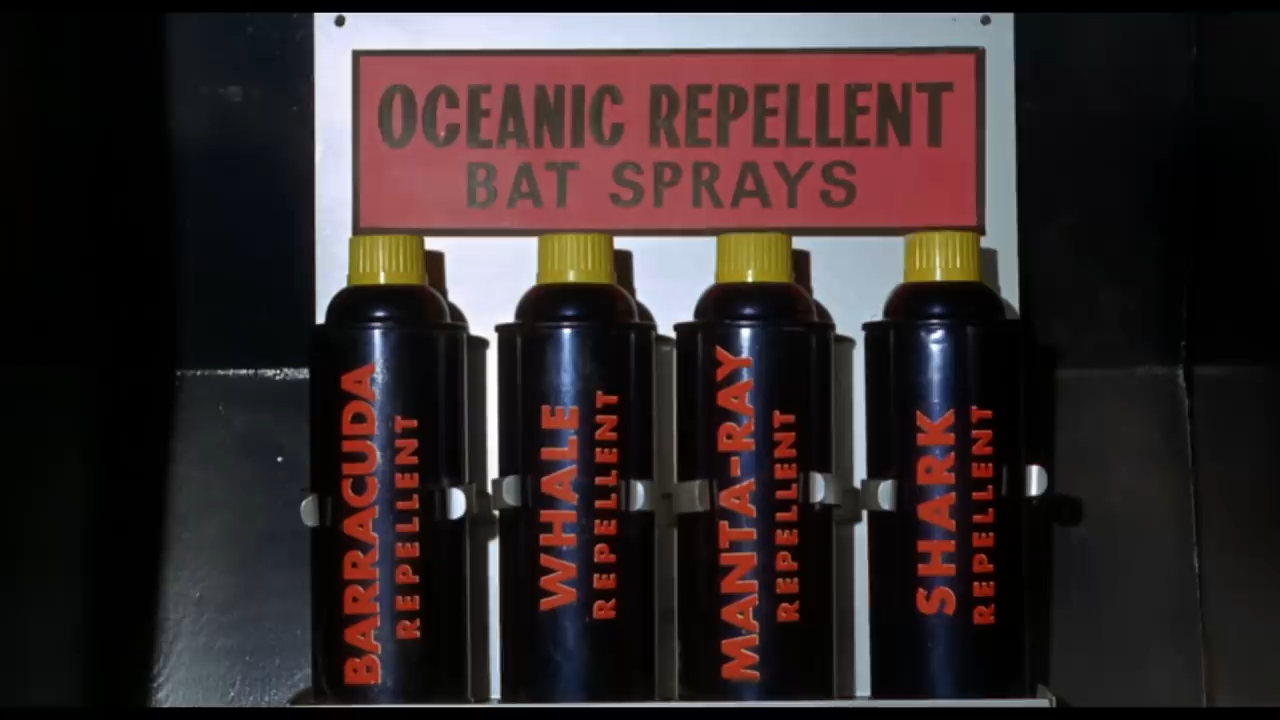 OCEANIC REPELLENT
BAT SPRAYS
BARRACUDA
REPELLENT
WHALE
REPELLENT
MANTA-RAY
REPELLENT
SHARK
REPELLENT